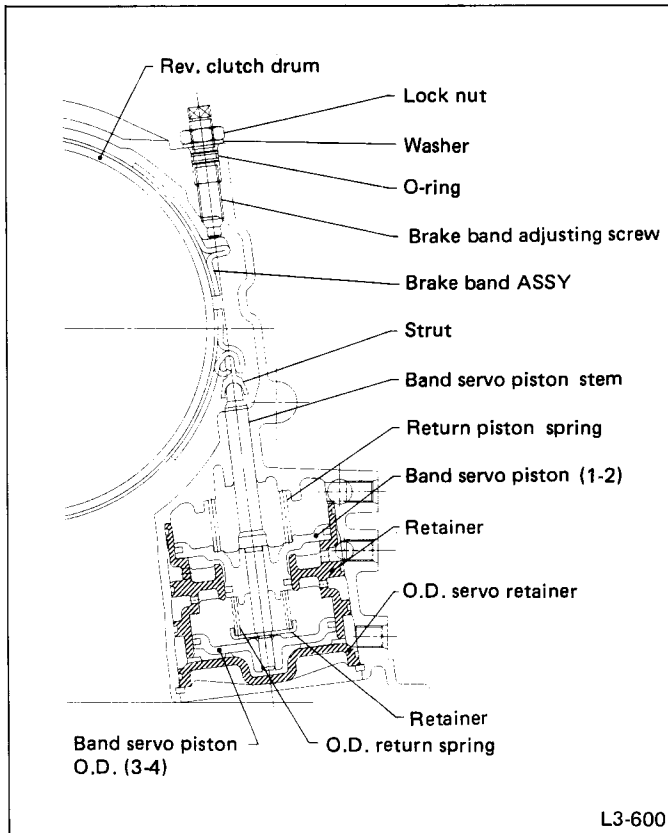 Rev. clutch drum
Lock nut
Washer
O-ring
Brake band adjusting screw
Brake band ASSY
Strut
Band servo piston stem
Return piston spring
Band servo piston (1-2)
Retainer
O.D. servo retainer
Retainer
Band servo piston
O.D. (3-4)
O.D. return spring
L3-600